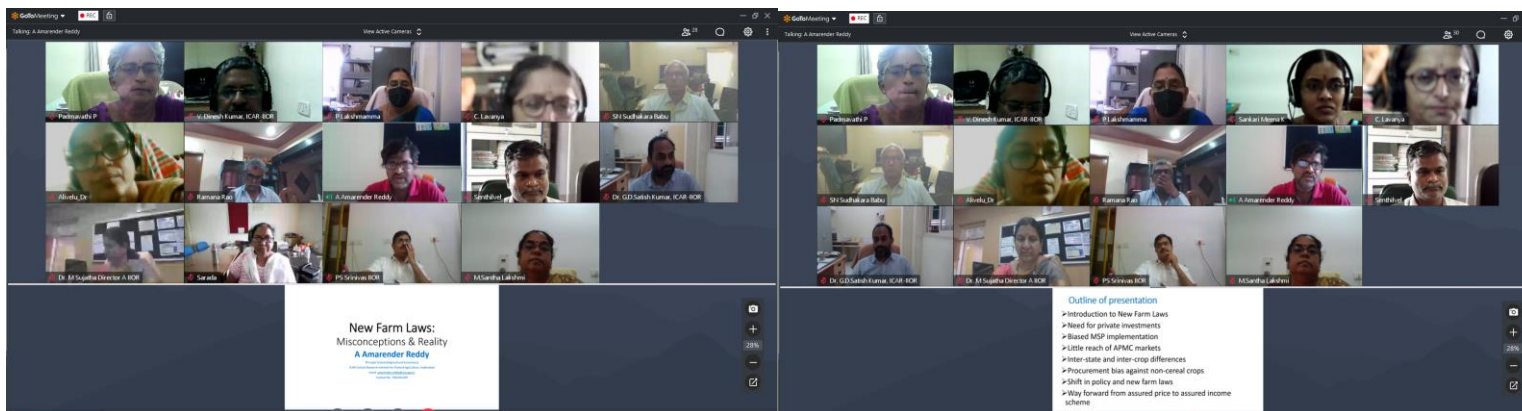 GoToMeeting
REC
Talking: A Amarender Reddy
View Active Cameras
28
Padmavathi P
V. Dinesh Kumar, ICAR-IIOR
P.Lakshmamma
C. Lavanya
SN Sudhakara Babu
Alivelu_Dr
Ramana Rao
A Amarender Reddy
Senthilvel
Dr. G.D.Satish Kumar, ICAR-IIOR
Dr. M Sujatha Director A IIOR
Sarada
PS Srinivas IIOR
M.Santha Lakshmi
New Farm Laws:
Misconceptions & Reality
A Amarender Reddy
28%
GoToMeeting
REC
Talking: A Amarender Reddy
View Active Cameras
30
Padmavathi P
V. Dinesh Kumar, ICAR-IIOR
P.Lakshmamma
Sankari Meena K
C. Lavanya
SN Sudhakara Babu
Alivelu_Dr
Ramana Rao
A Amarender Reddy
Senthilvel
Dr. G.D.Satish Kumar, ICAR-IIOR
Dr. M Sujatha Director A IIOR
PS Srinivas IIOR
M.Santha Lakshmi
Outline of presentation
➢Introduction to New Farm Laws
➢Need for private investments
➢Biased MSP implementation
➢Little reach of APMC markets
➢Inter-state and inter-crop differences
➢Procurement bias against non-cereal crops
➢Shift in policy and new farm laws
➢Way forward from assured price to assured income
scheme
28%